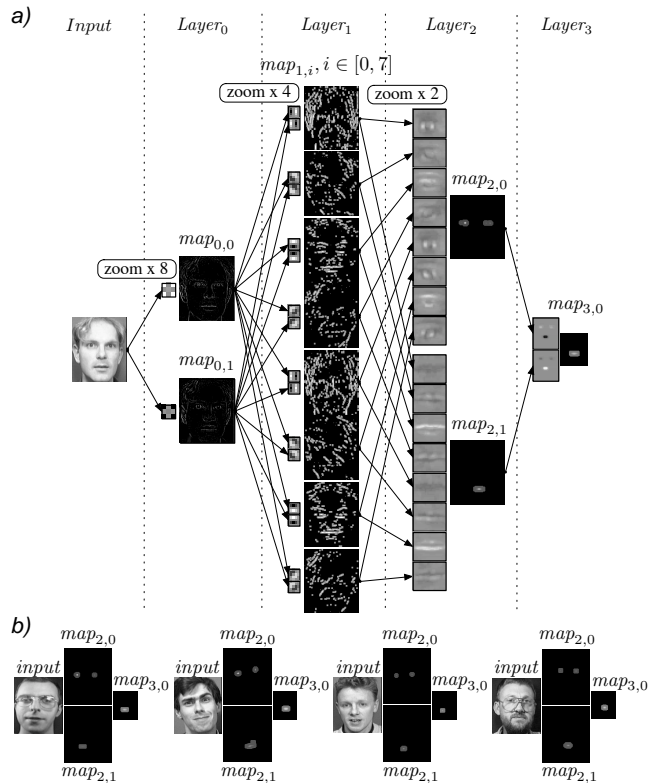 a)
Input
Layer₀
Layer₁
Layer₂
Layer₃
map₁,ᵢ, i ∈ [0, 7]
zoom x 4
zoom x 2
map₂,₀
map₀,₀
zoom x 8
map₃,₀
map₀,₁
map₂,₁
b)
map₂,₀
input
map₃,₀
map₂,₁
map₂,₀
input
map₃,₀
map₂,₁
map₂,₀
input
map₃,₀
map₂,₁
map₂,₀
input
map₃,₀
map₂,₁